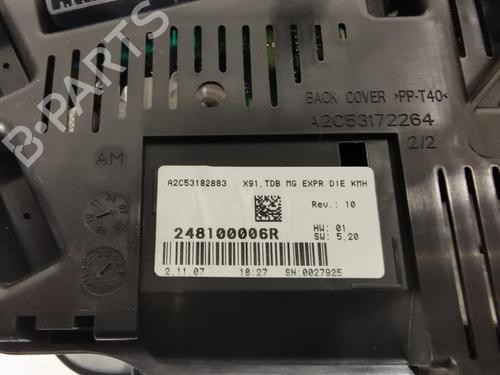 BACK COVER >PP-T40<
A2C53172264
2/2
AM
A2C53182883 X91,TDB MG EXPR DIE KMH
Rev.: 10
248100006R
HW: 01
SW: 5,20
2.11.07 18:27 SN:0027925
B-PARTS